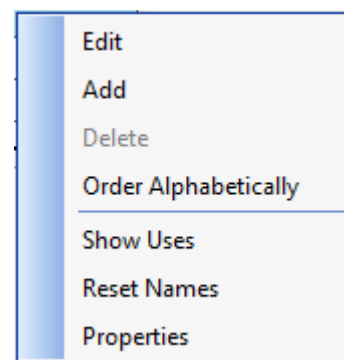 Edit
Add
Delete
Order Alphabetically
Show Uses
Reset Names
Properties